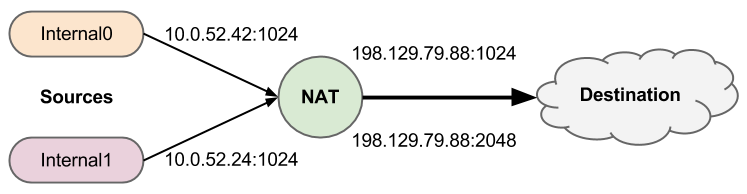 Internal0
10.0.52.42:1024
198.129.79.88:1024
Sources
NAT
Destination
198.129.79.88:2048
Internal1
10.0.52.24:1024